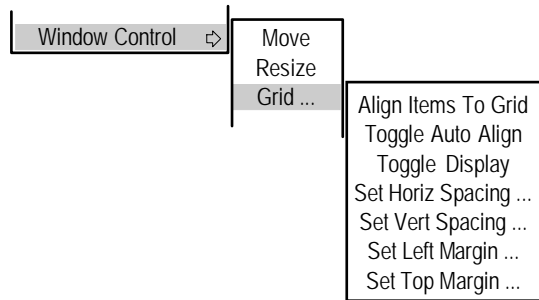 Window Control
Move
Resize
Grid ...
Align Items To Grid
Toggle Auto Align
Toggle Display
Set Horiz Spacing ...
Set Vert Spacing ...
Set Left Margin ...
Set Top Margin ...